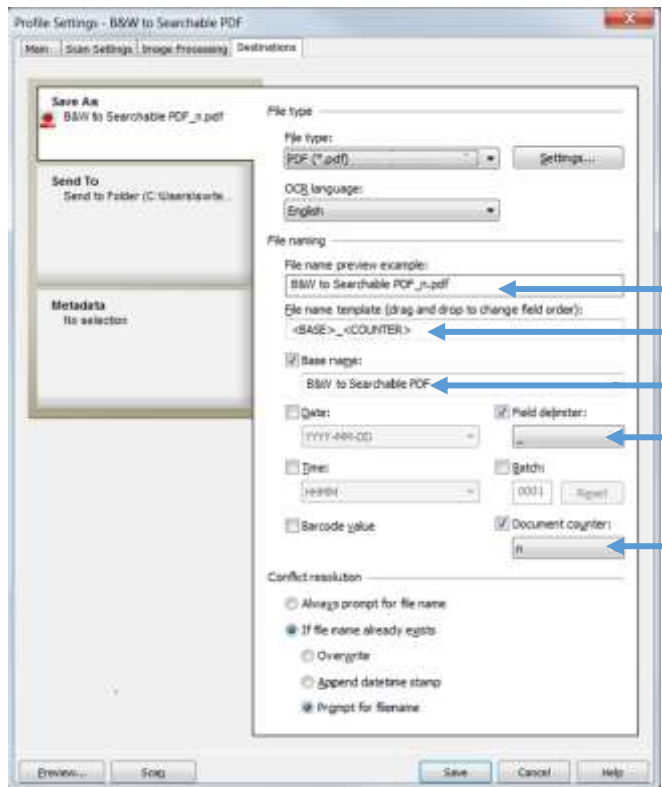 Profile Settings - B&W to Searchable PDF
Main Scan Settings Image Processing Destinations
Save As
B&W to Searchable PDF_n.pdf
Send To
Send to Folder (C:\Users\
Metadata
No selection
File type
File type:
PDF (*.pdf)
Settings...
OCR language:
English
File naming
File name preview example:
B&W to Searchable PDF_n.pdf
File name template (drag and drop to change field order):
<BASE>_<COUNTER>
Base name:
B&W to Searchable PDF
Date:
Field delimiter:
YYYY-MM-DD
_
Time:
Batch:
HHMM
0001
Reset
Barcode value
Document counter:
n
Conflict resolution
Always prompt for file name
If file name already exists
Overwrite
Append datetime stamp
Prompt for filename
Preview... Scan Save Cancel Help